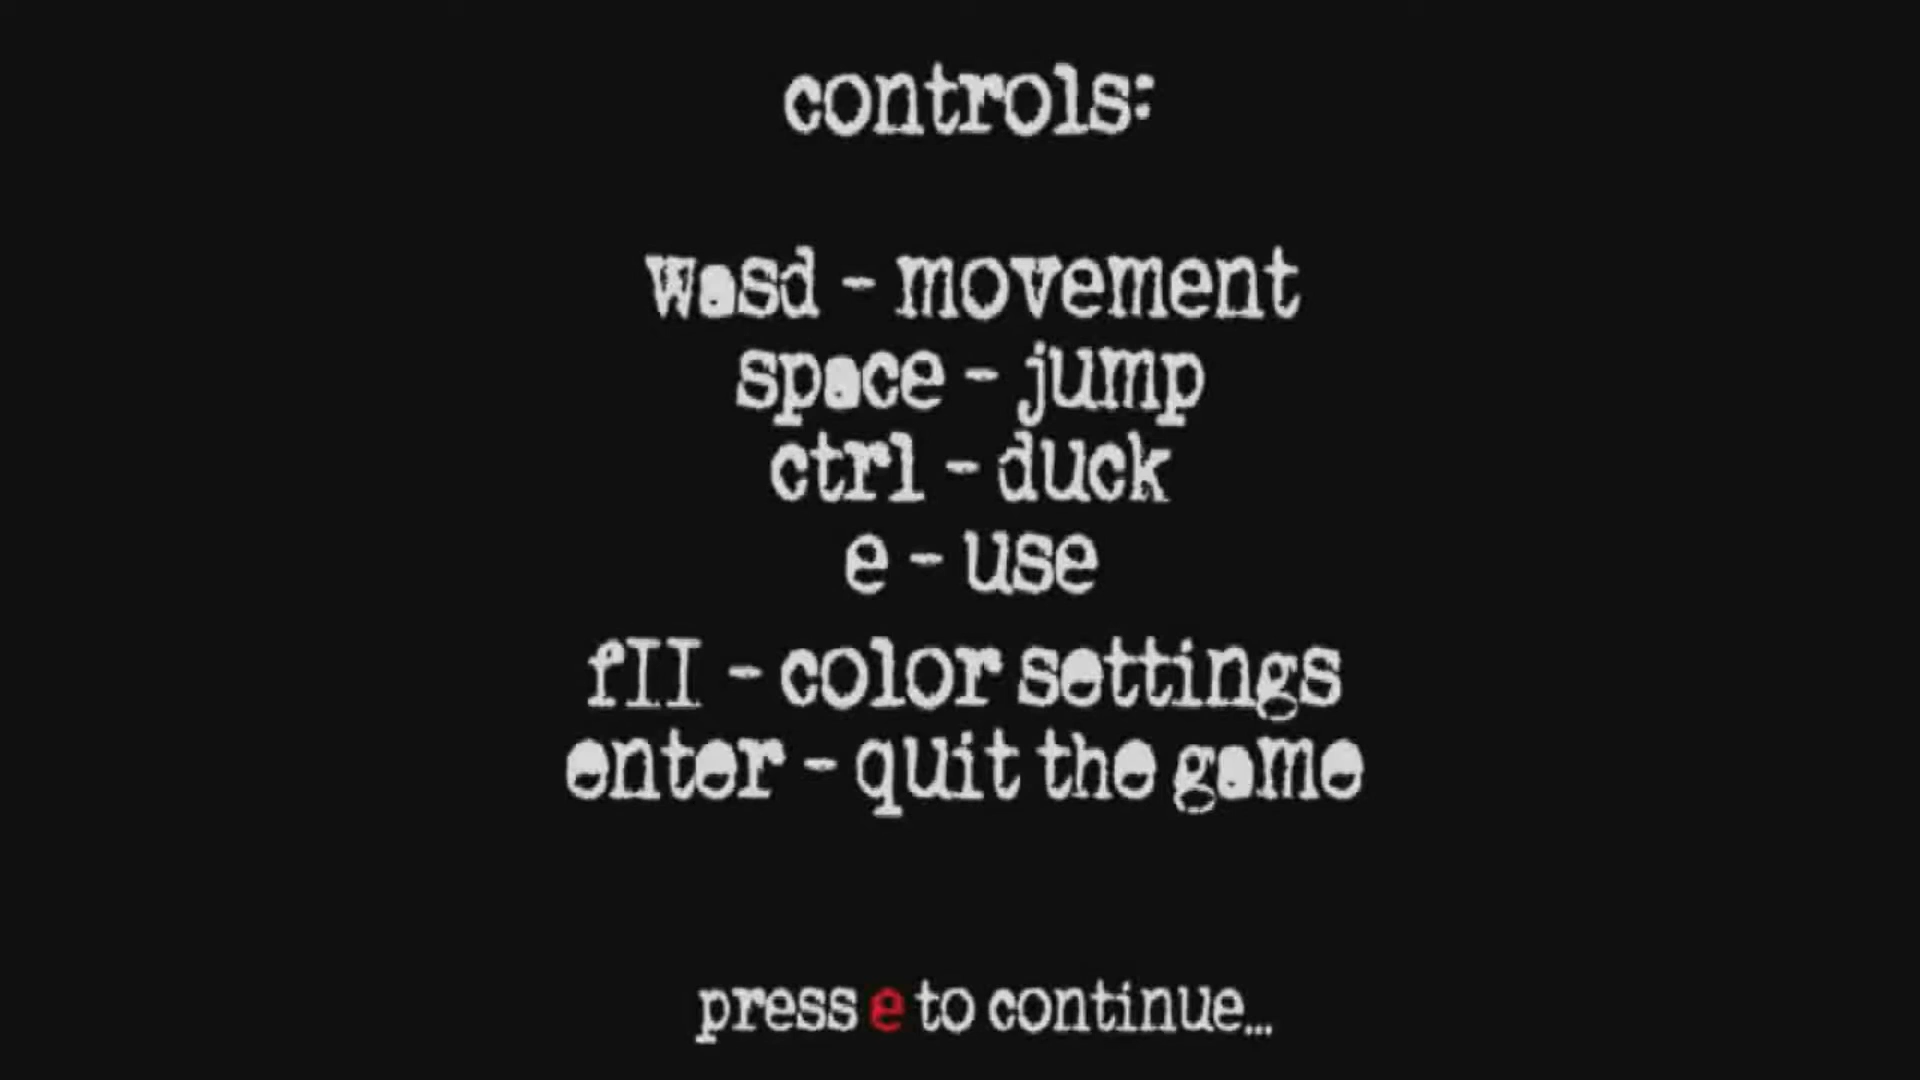 controls:
wasd - movement
space - jump
ctrl - duck
e - use
f11 - color settings
enter - quit the game
press e to continue...